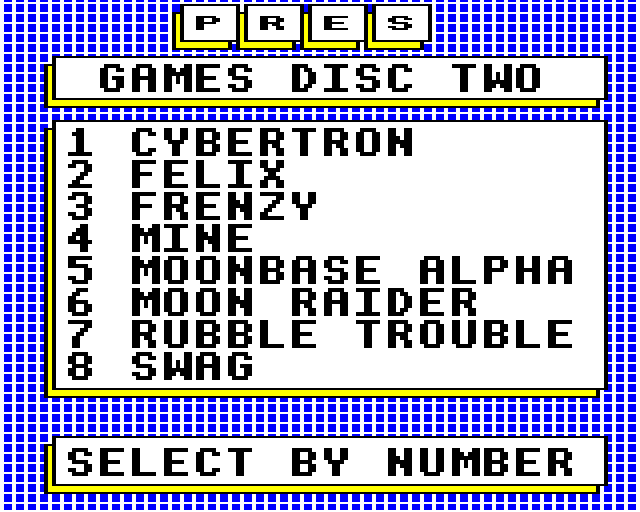 PRES
GAMES DISC TWO
1 CYBERTRON
2 FELIX
3 FRENZY
4 MINE
5 MOONBASE ALPHA
6 MOON RAIDER
7 RUBBLE TROUBLE
8 SWAG
SELECT BY NUMBER